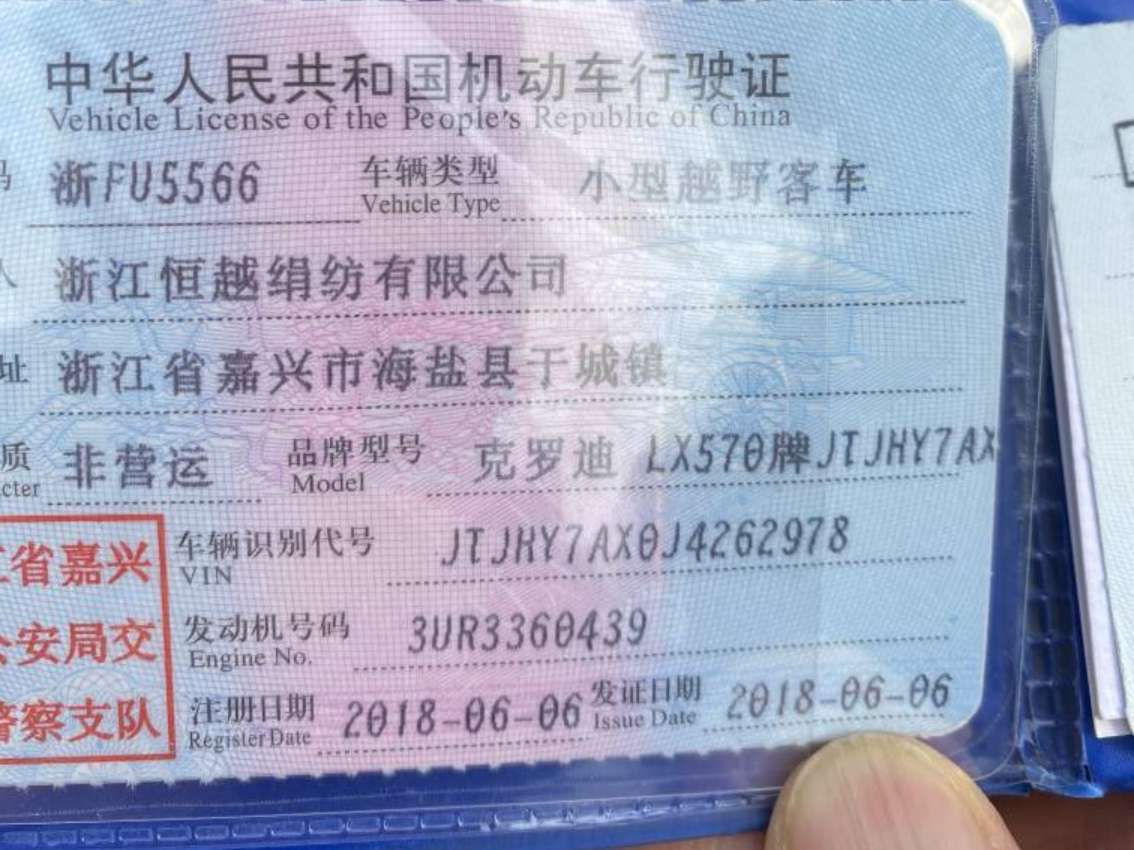 中华人民共和国机动车行驶证
Vehicle License of the People's Republic of China
码 浙FU5566 车辆类型 小型越野客车
Vehicle Type
人 浙江恒越绢纺有限公司
址 浙江省嘉兴市海盐县于城镇
质 非营运 品牌型号 克罗迪 LX570牌JTJHY7AX
cter Model
车辆识别代号 JTJHY7AX0J4262978
VIN
发动机号码 3UR3360439
Engine No.
注册日期 2018-06-06 发证日期 2018-06-06
Register Date Issue Date
江省嘉兴
公安局交
警察支队